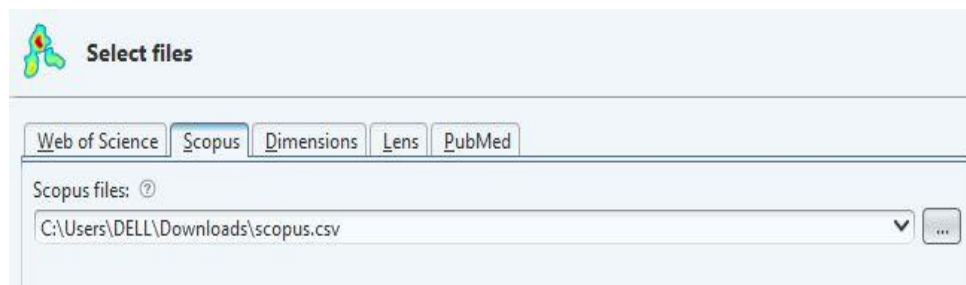 Select files
Web of Science Scopus Dimensions Lens PubMed
Scopus files: ?
C:\Users\DELL\Downloads\scopus.csv ...